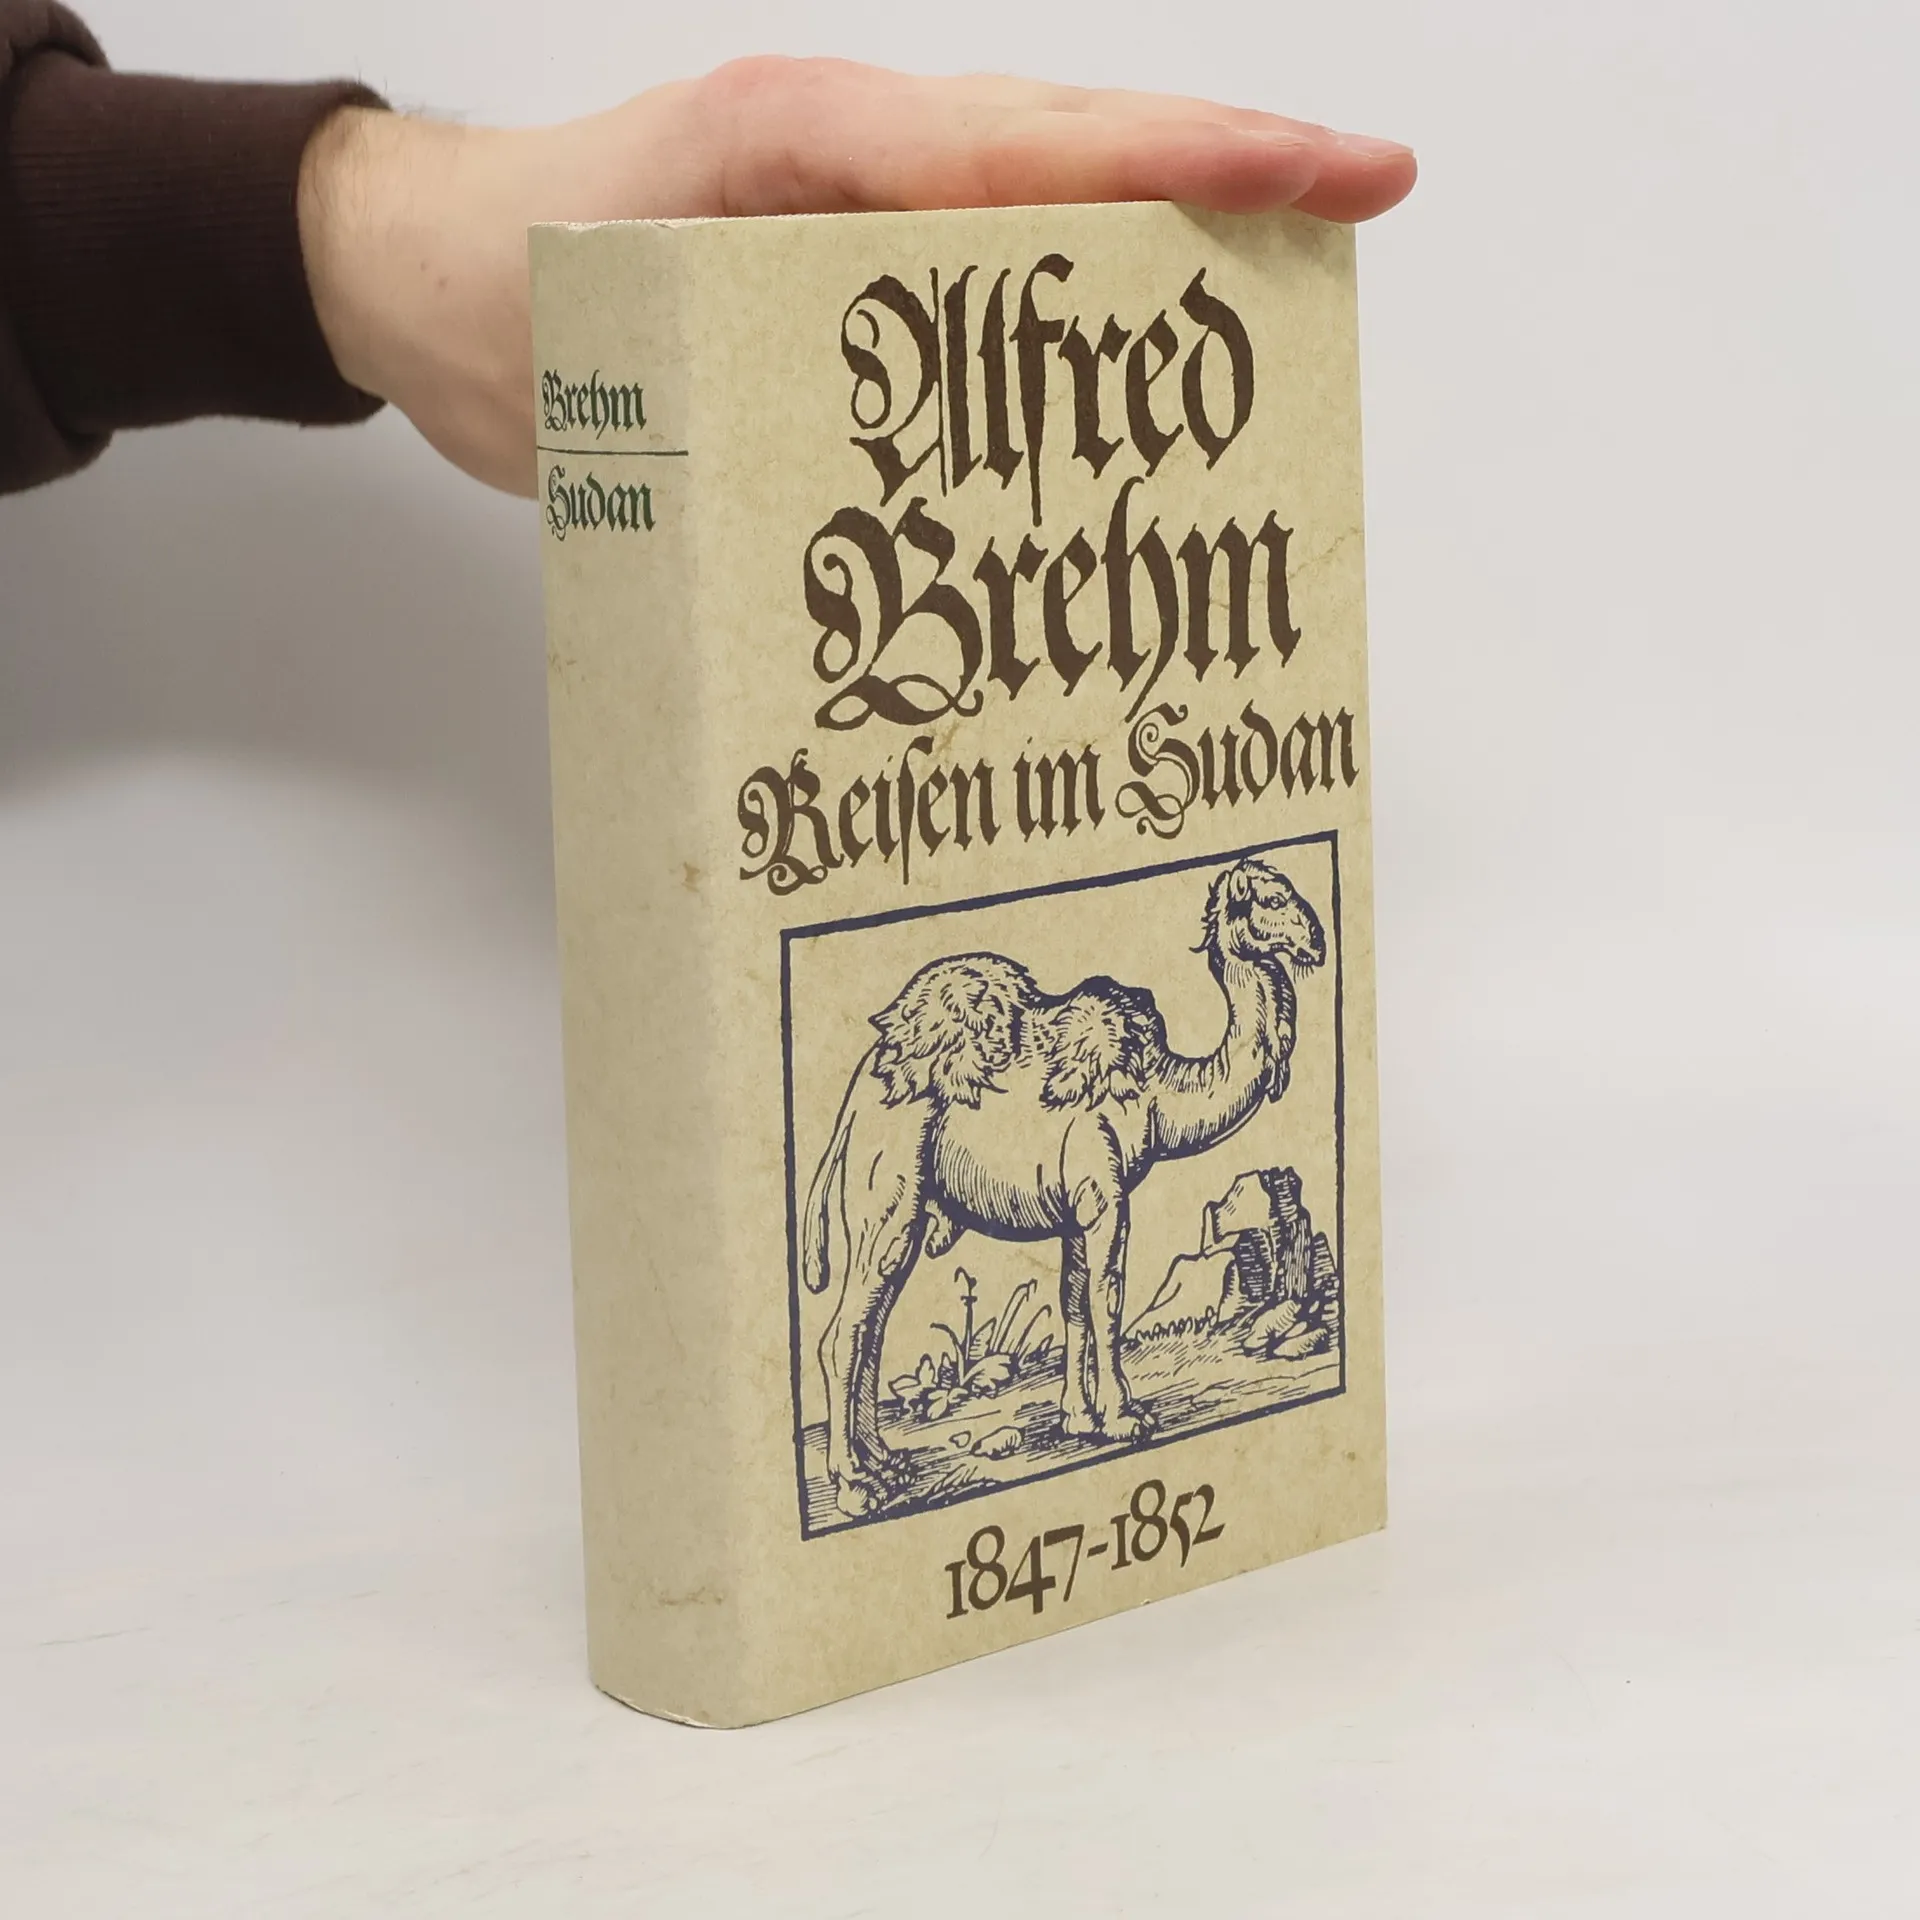 Brehm
Sudan
Alfred
Brehm
Reiſen im Sudan
1847-1852